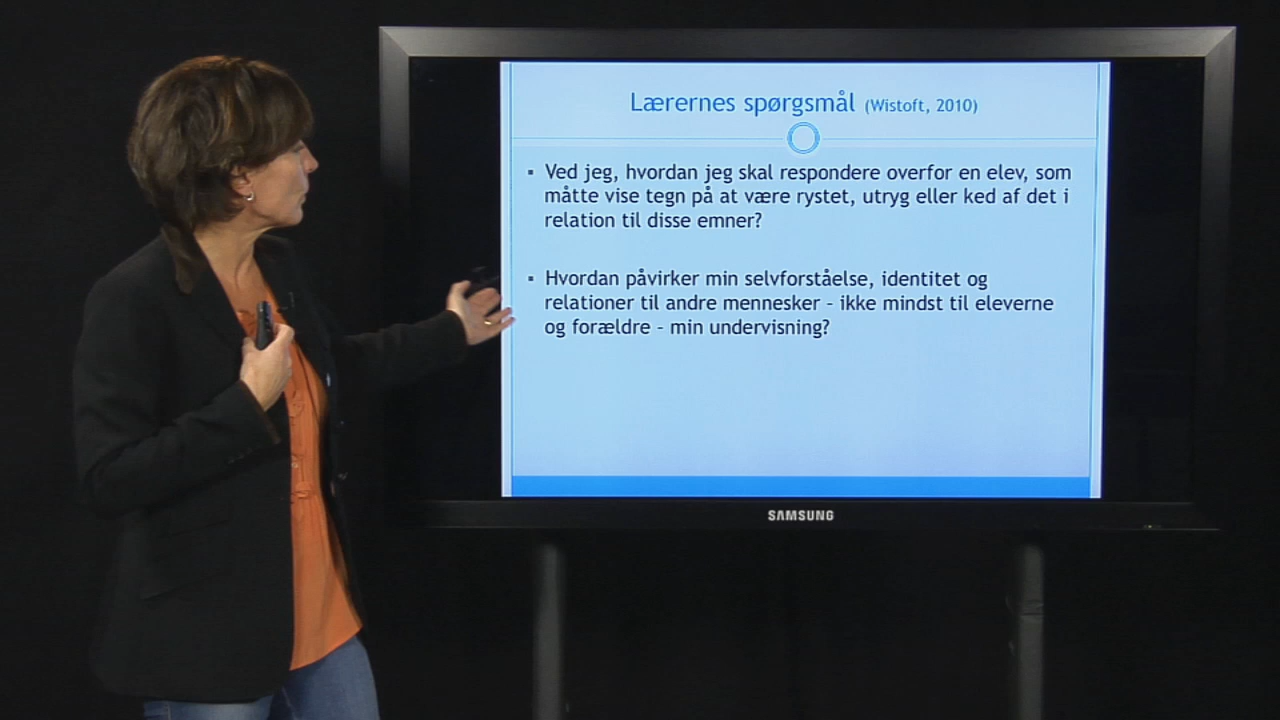 Lærernes spørgsmål (Wistoft, 2010)
▪ Ved jeg, hvordan jeg skal respondere overfor en elev, som
måtte vise tegn på at være rystet, utryg eller ked af det i
relation til disse emner?
▪ Hvordan påvirker min selvforståelse, identitet og
relationer til andre mennesker – ikke mindst til eleverne
og forældre – min undervisning?
SAMSUNG